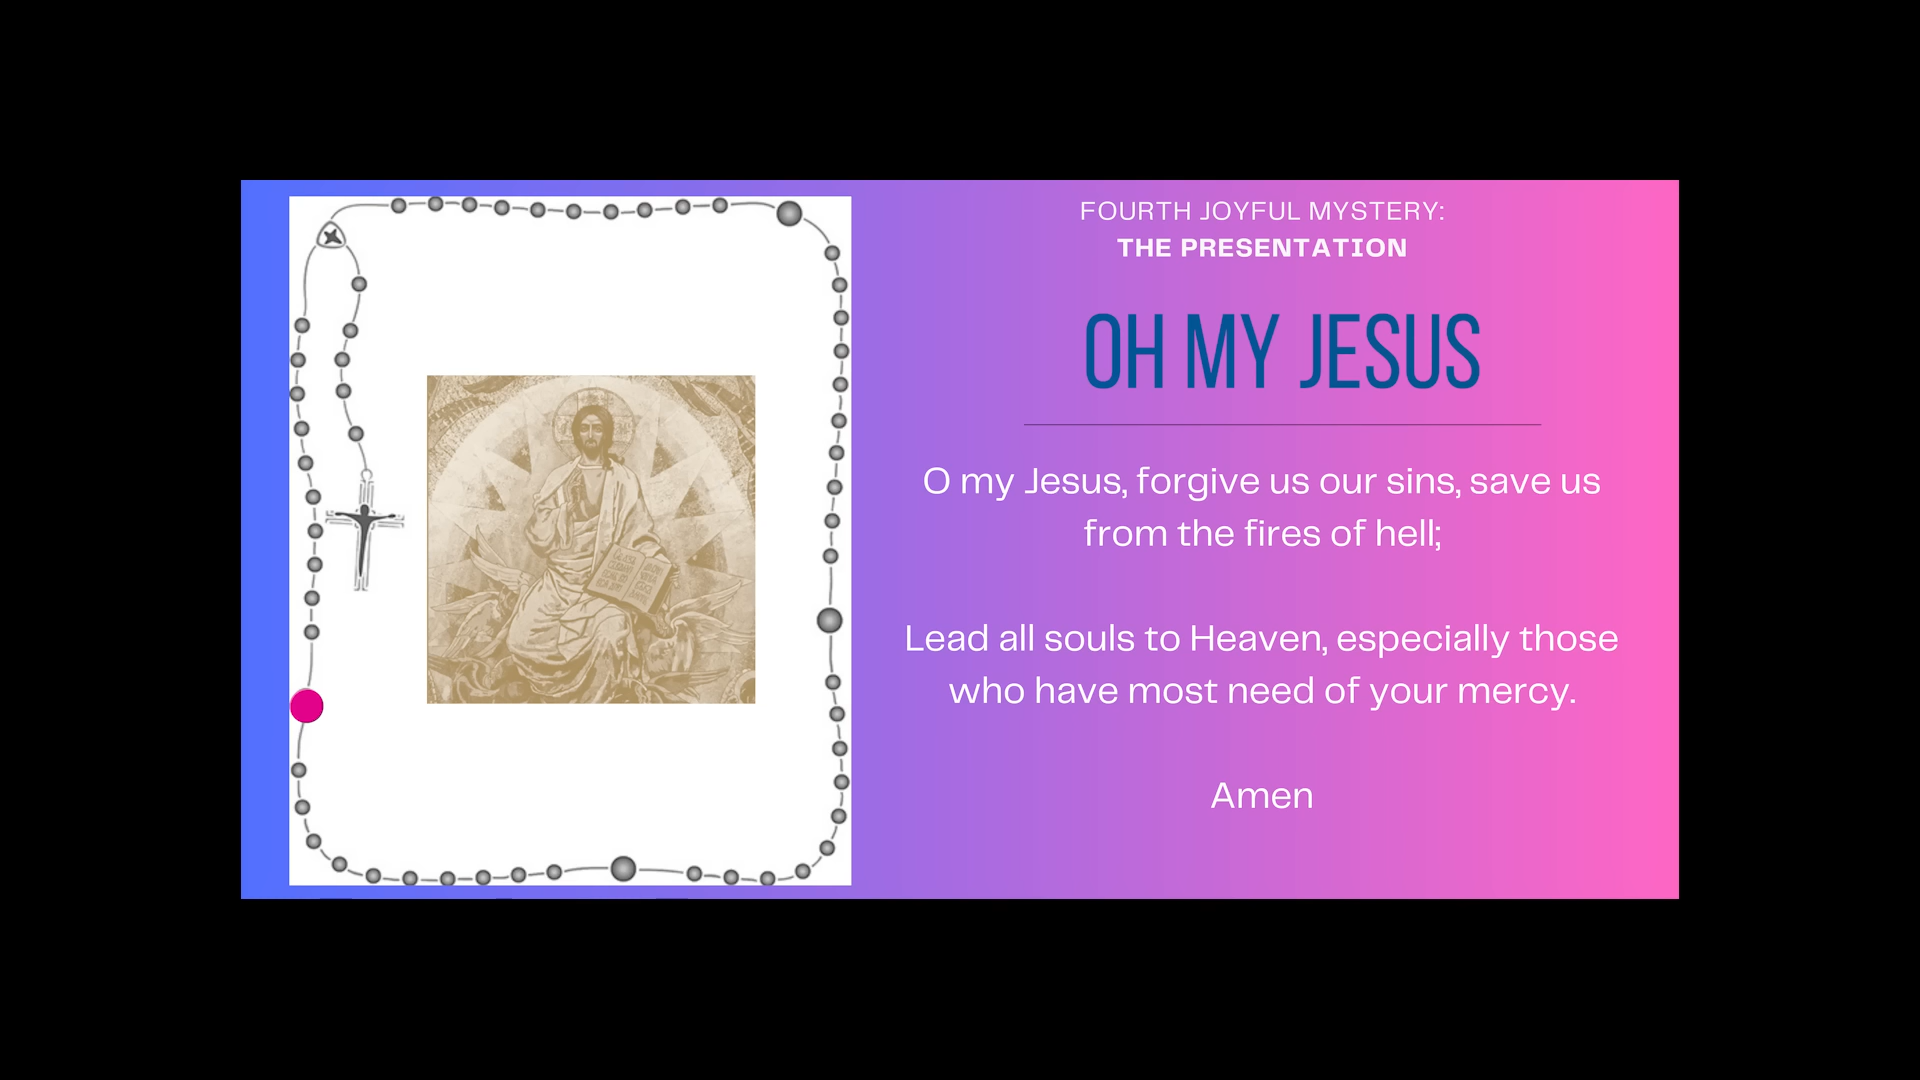 FOURTH JOYFUL MYSTERY:
THE PRESENTATION
OH MY JESUS
O my Jesus, forgive us our sins, save us
from the fires of hell;
Lead all souls to Heaven, especially those
who have most need of your mercy.
Amen